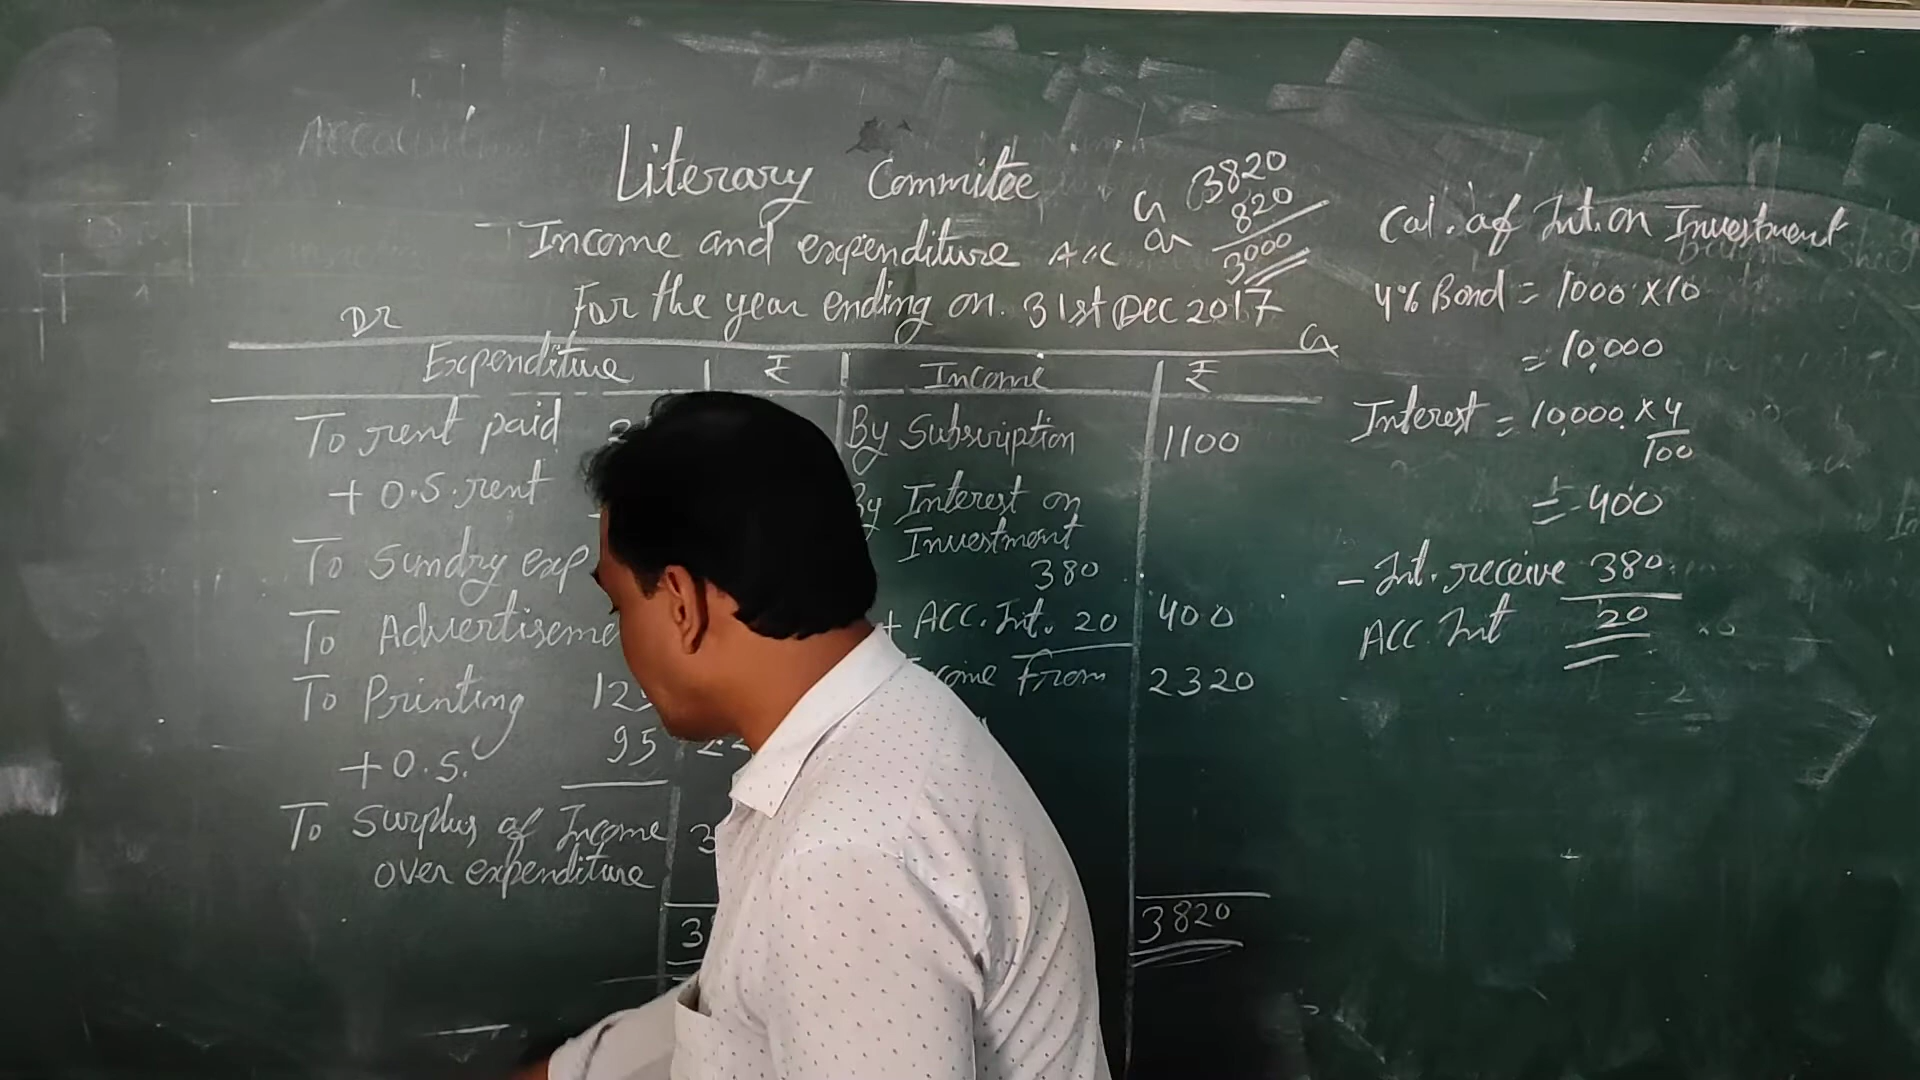 Literary Commitee
Income and expenditure A/C
For the year ending on. 31st Dec 2017
Cr 3820
Dr 820
3000
Dr
Cr
Expenditure ₹ Income ₹
To rent paid
+ O.S. rent
To Sundry exp
To
To Printing
+ O.S. 95
To Surplus of Income
over expenditure
By Subscription 1100
By Interest on
Investment
380
+ ACC. Int. 20 400
From 2320
3820
Cal. of Int. on Investment
4% Bond = 1000 × 10
= 10,000
Interest = 10,000 × 4
100
= 400
- Int. receive 380
ACC. Int 20